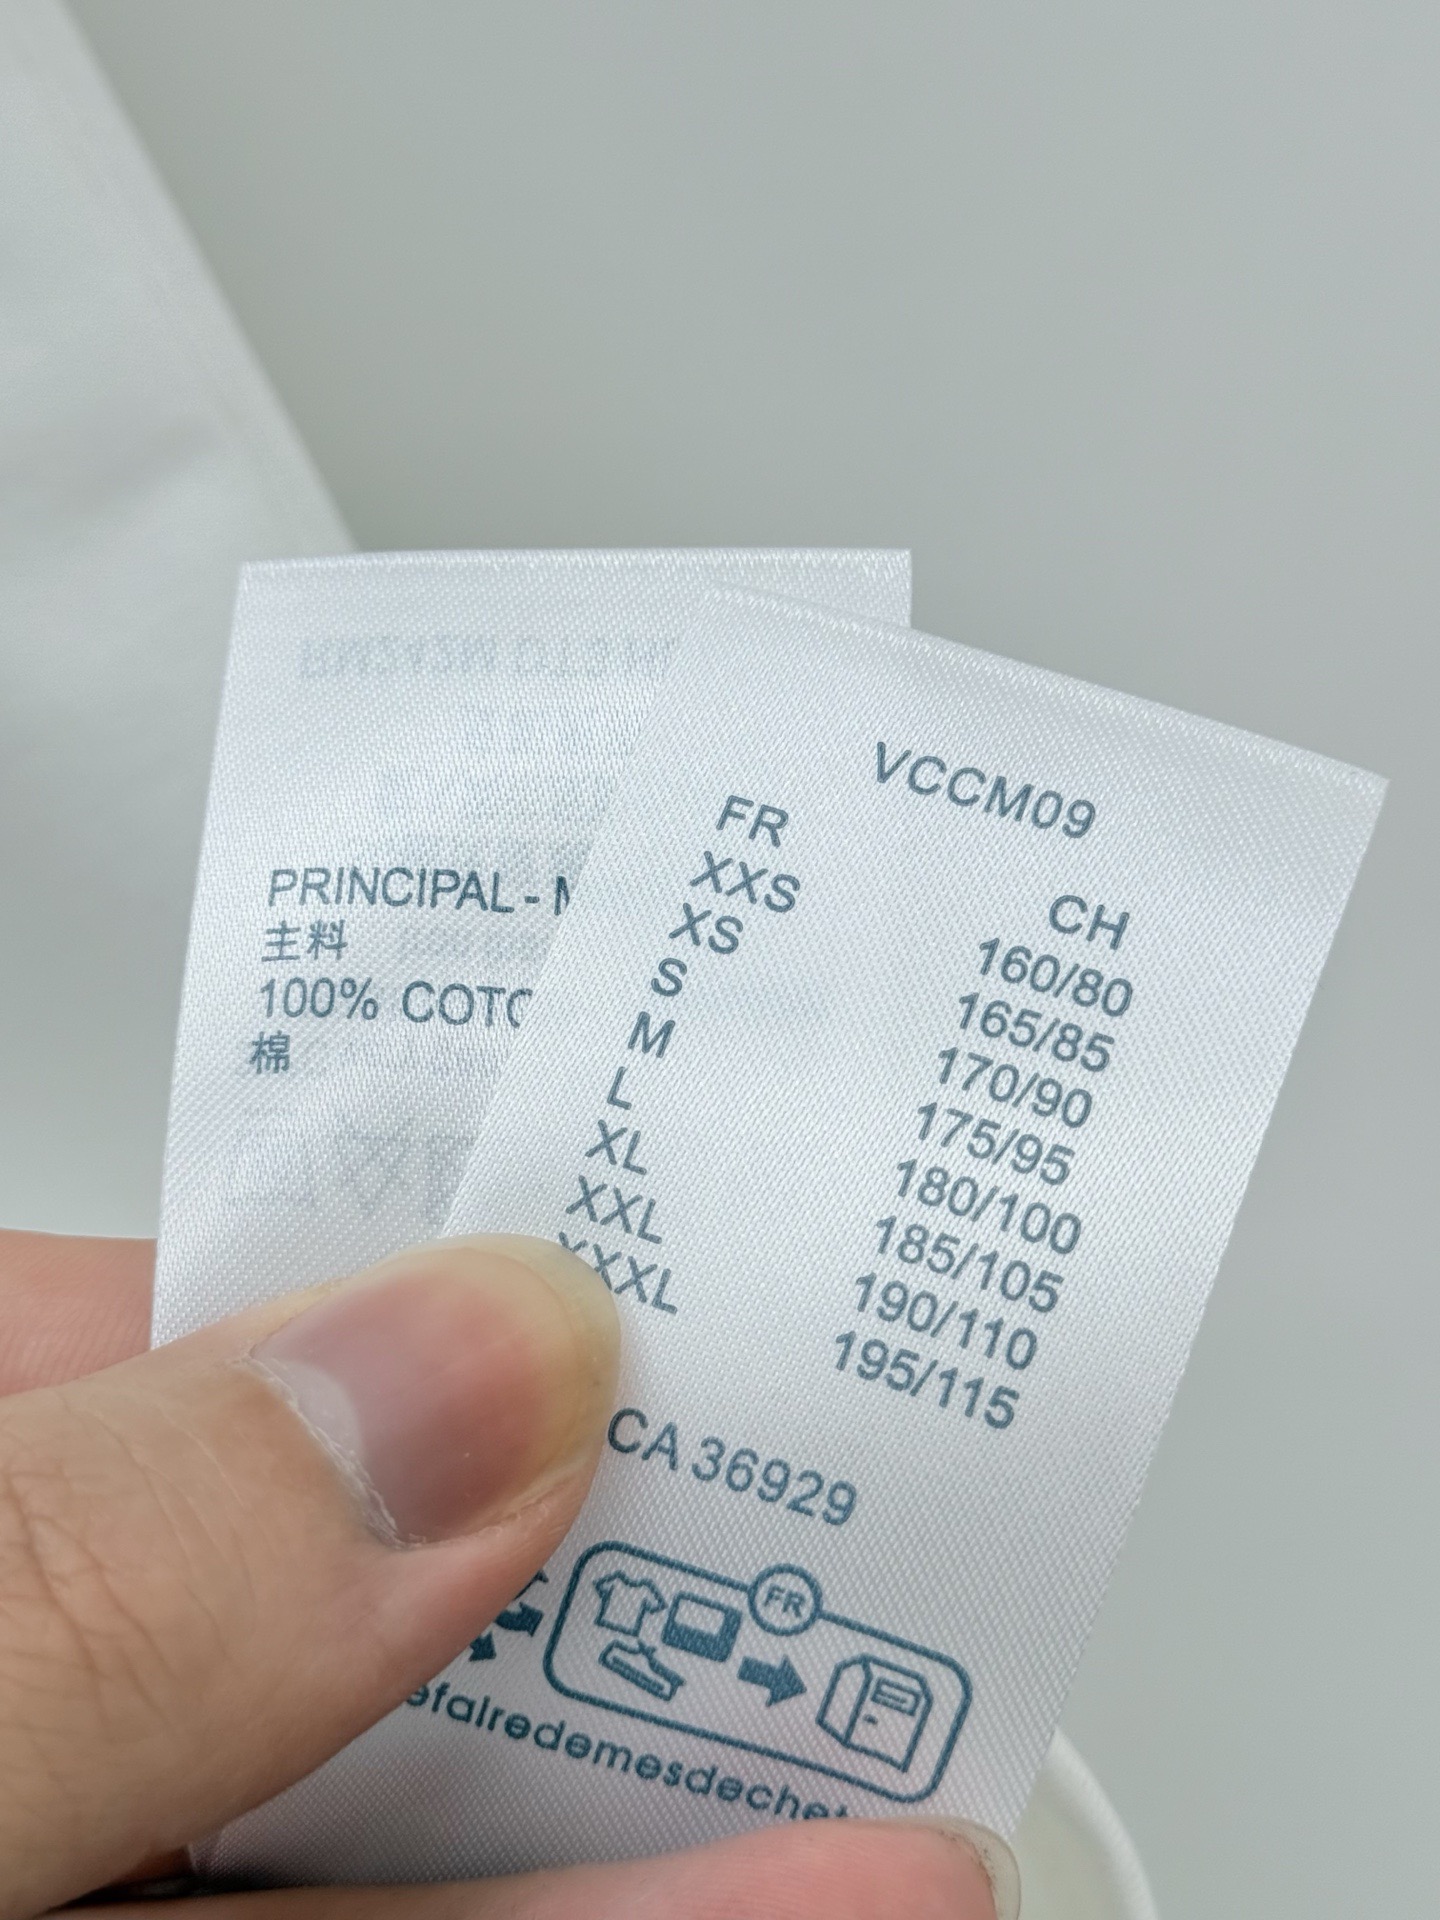 PRINCIPAL -
主料
100%
棉
VCCM09
FR CH
XXS 160/80
XS 165/85
S 170/90
M 175/95
L 180/100
XL 185/105
XXL 190/110
XXXL 195/115
CA 36929
FR
efairedemesdechet